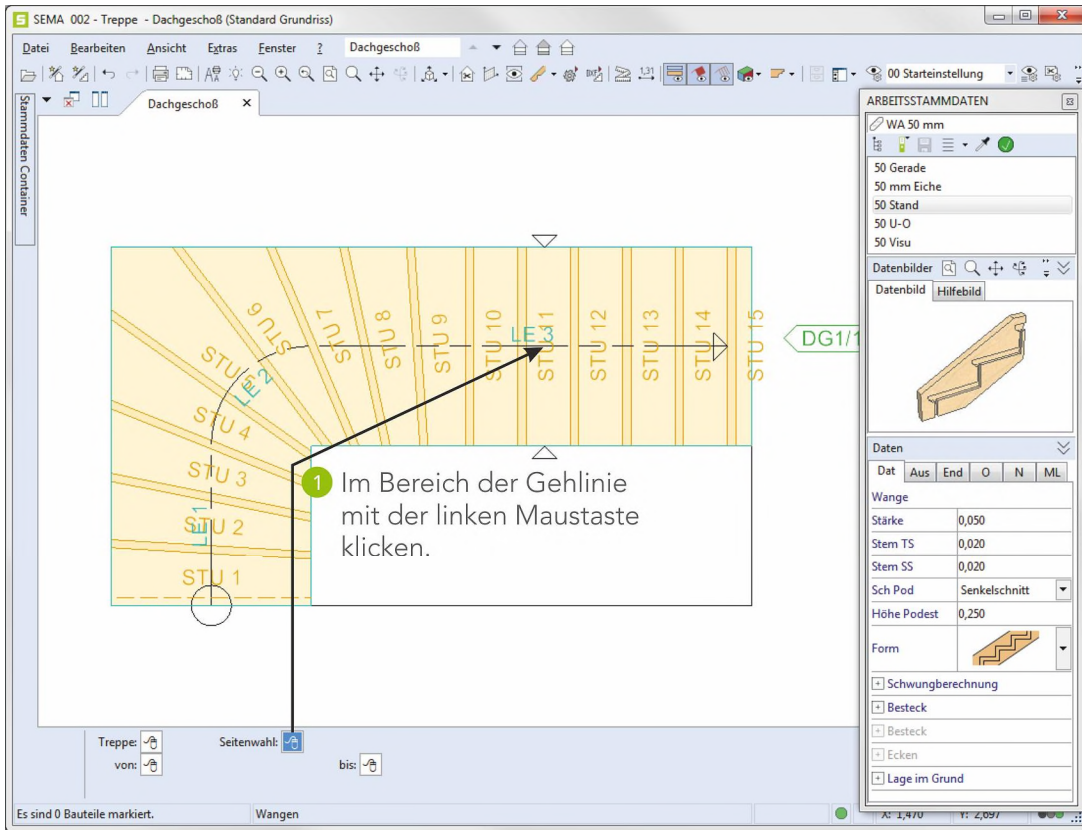 SEMA 002 - Treppe - Dachgeschoß (Standard Grundriss)
Datei Bearbeiten Ansicht Extras Fenster ? Dachgeschoß
00 Starteinstellung
Stammdaten Container
Dachgeschoß
ARBEITSSTAMMDATEN
WA 50 mm
50 Gerade
50 mm Eiche
50 Stand
50 U-O
50 Visu
Datenbilder
Datenbild Hilfebild
Daten
Dat Aus End O N ML
Wange
Stärke 0,050
Stem TS 0,020
Stem SS 0,020
Sch Pod Senkelschnitt
Höhe Podest 0,250
Form
Schwungberechnung
Besteck
Besteck
Ecken
Lage im Grund
STU 1
STU 2
STU 3
STU 4
STU 5
STU 6
STU 7
STU 8
STU 9
STU 10
STU 11
STU 12
STU 13
STU 14
STU 15
LE 1
LE 2
LE 3
DG1/1
1 Im Bereich der Gehlinie
mit der linken Maustaste
klicken.
Treppe: Seitenwahl:
von: bis:
Es sind 0 Bauteile markiert. Wangen X: 1,470 Y: 2,697